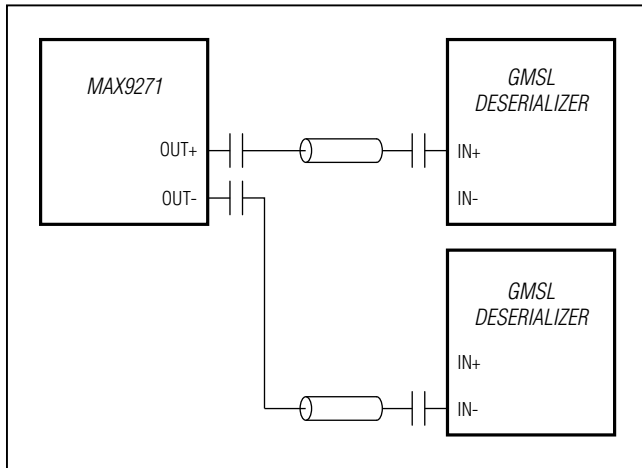 MAX9271
OUT+
OUT-
GMSL
DESERIALIZER
IN+
IN-
GMSL
DESERIALIZER
IN+
IN-